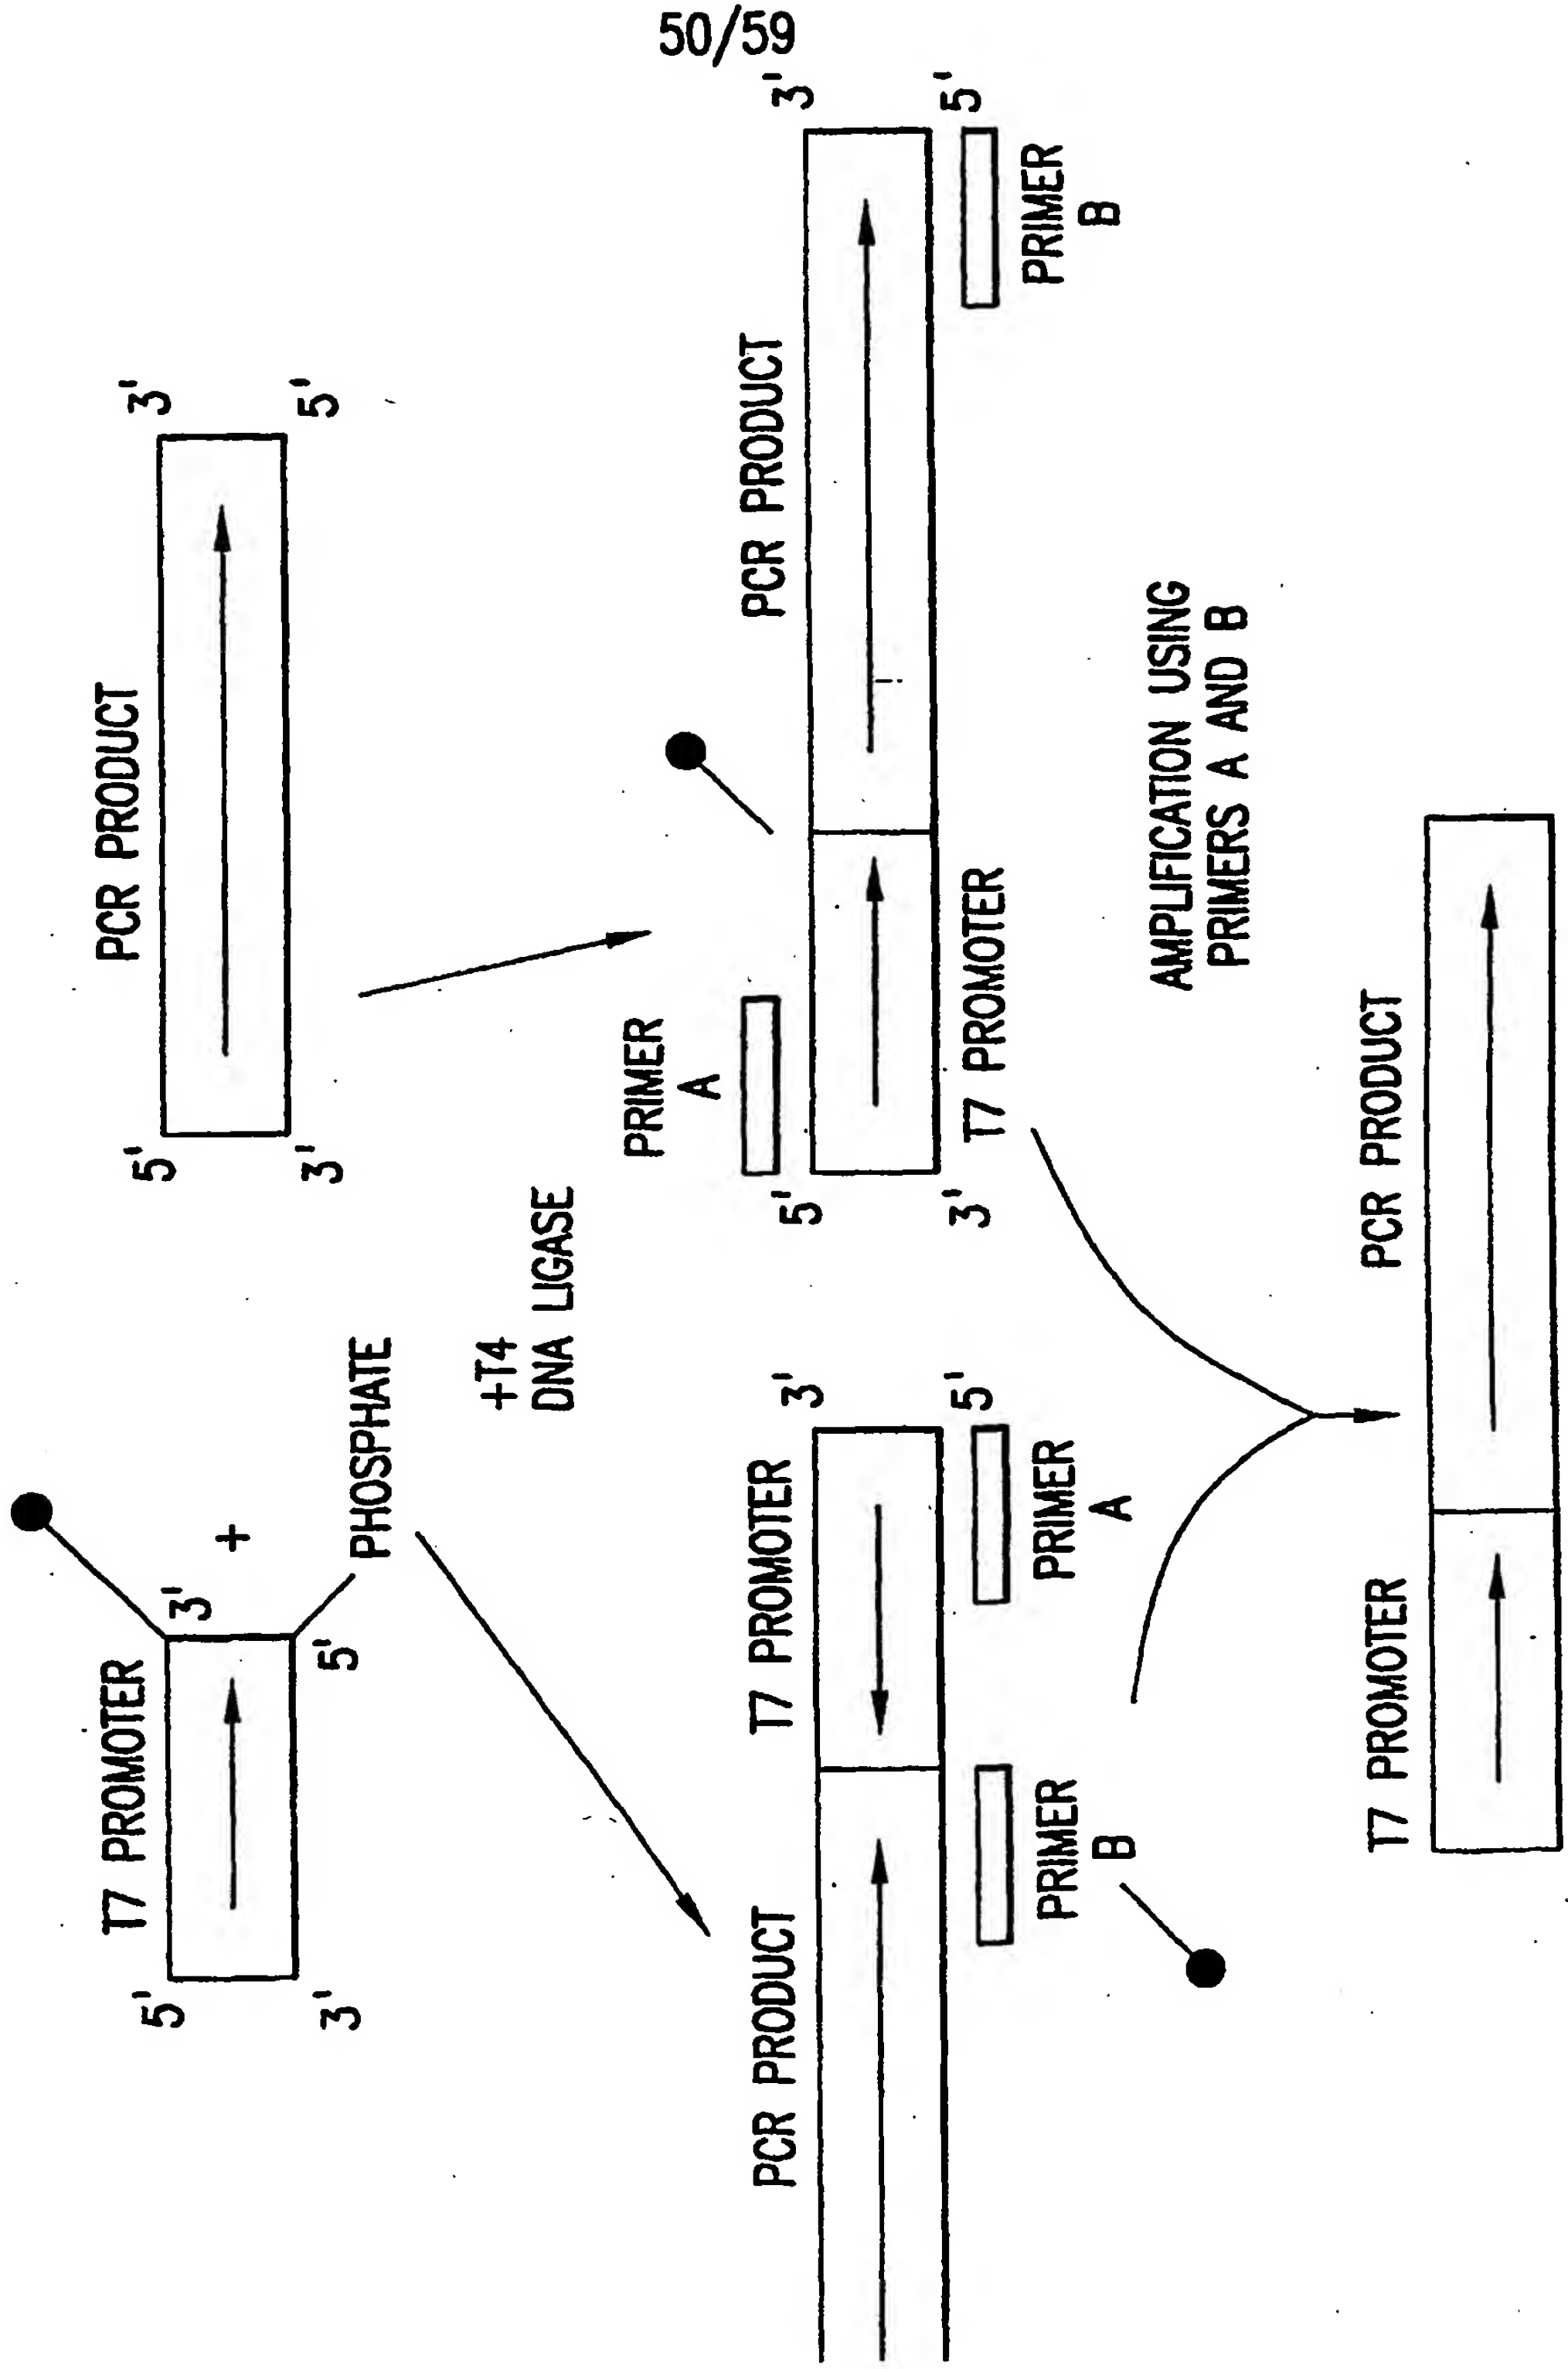 50/59
T7 PROMOTER
5'
3'
3'
5'
+
PHOSPHATE
PCR PRODUCT
5'
3'
3'
5'
+T4
DNA LIGASE
PCR PRODUCT
T7 PROMOTER
3'
5'
PRIMER
B
PRIMER
A
PRIMER
A
PCR PRODUCT
5'
3'
3'
5'
T7 PROMOTER
PRIMER
B
AMPLIFICATION USING
PRIMERS A AND B
T7 PROMOTER
PCR PRODUCT